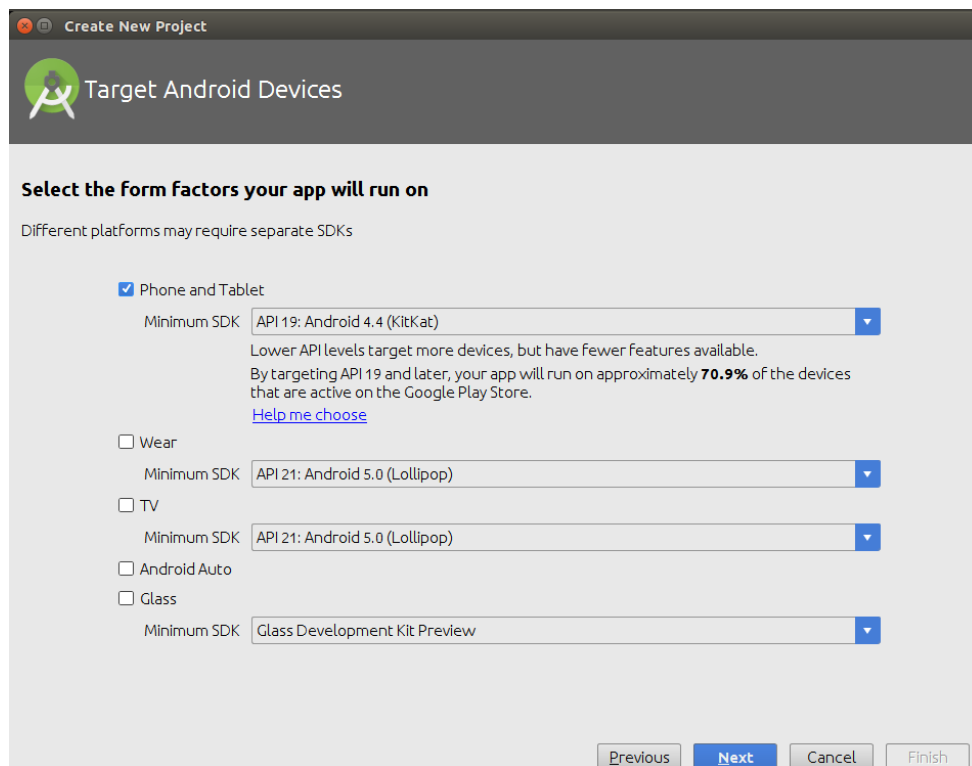 Create New Project
Target Android Devices
Select the form factors your app will run on
Different platforms may require separate SDKs
Phone and Tablet
Minimum SDK API 19: Android 4.4 (KitKat)
Lower API levels target more devices, but have fewer features available.
By targeting API 19 and later, your app will run on approximately 70.9% of the devices
that are active on the Google Play Store.
Help me choose
Wear
Minimum SDK API 21: Android 5.0 (Lollipop)
TV
Minimum SDK API 21: Android 5.0 (Lollipop)
Android Auto
Glass
Minimum SDK Glass Development Kit Preview
Previous Next Cancel Finish